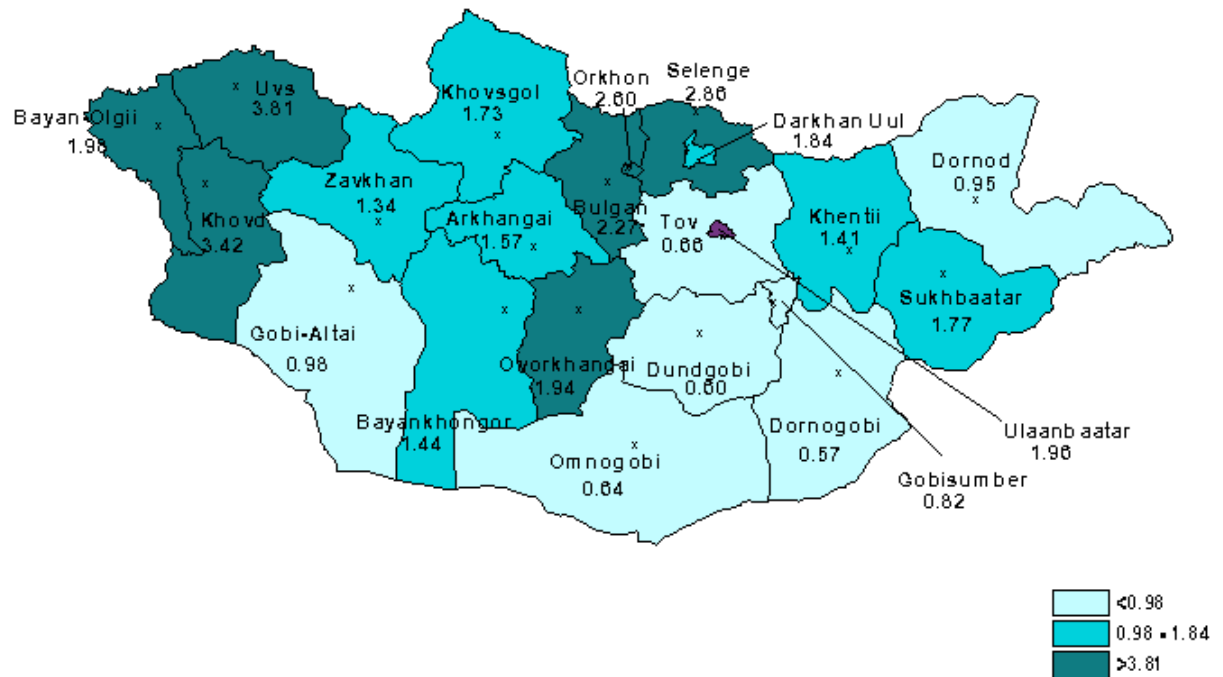 Uvs
3.81
Bayan-Olgii
1.98
Khovd
3.42
Khovsgol
1.73
Zavkhan
1.34
Arkhangai
1.57
Orkhon
2.60
Selenge
2.86
Darkhan Uul
1.84
Bulgan
2.27
Tov
0.66
Khentii
1.41
Dornod
0.95
Sukhbaatar
1.77
Gobi-Altai
0.98
Bayankhongor
1.44
Ovorkhangai
1.94
Dundgobi
0.60
Omnogobi
0.64
Dornogobi
0.57
Ulaanbaatar
1.96
Gobisumber
0.82
<0.98
0.98 - 1.84
>3.81